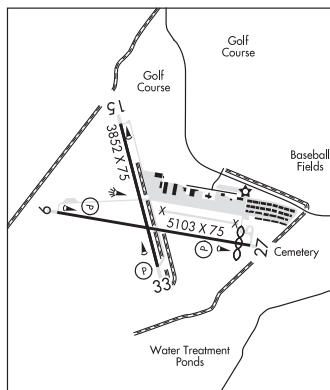 Golf
Course
Golf
Course
15
3852 X 75
Baseball
Fields
P
9
X
X
5103 X 75
P
27
Cemetery
P
33
Water Treatment
Ponds